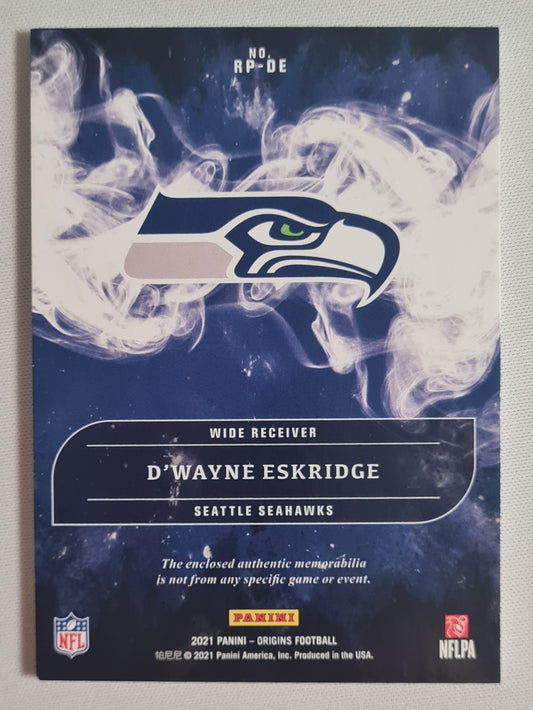 NO.
RP-DE
WIDE RECEIVER
D'WAYNE ESKRIDGE
SEATTLE SEAHAWKS
The enclosed authentic memorabilia
is not from any specific game or event.
PANINI
2021 PANINI – ORIGINS FOOTBALL
帕尼尼 © 2021 Panini America, Inc. Produced in the USA.
NFL
NFLPA